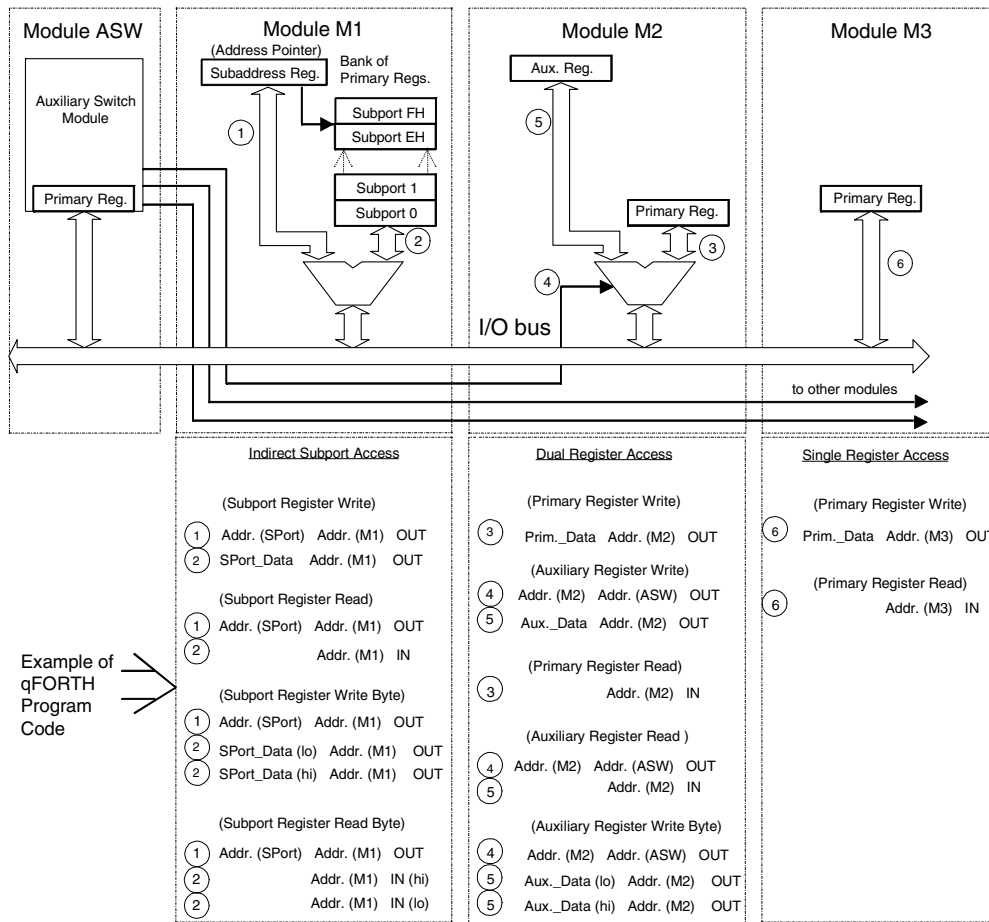 Module ASW
Module M1
Module M2
Module M3
Auxiliary Switch
Module
Primary Reg.
(Address Pointer)
Subaddress Reg.
Bank of
Primary Regs.
Subport FH
Subport EH
Subport 1
Subport 0
1
2
Aux. Reg.
5
Primary Reg.
3
4
Primary Reg.
6
I/O bus
to other modules
Example of
qFORTH
Program
Code
Indirect Subport Access
(Subport Register Write)
1 Addr. (SPort) Addr. (M1) OUT
2 SPort_Data Addr. (M1) OUT
(Subport Register Read)
1 Addr. (SPort) Addr. (M1) OUT
2 Addr. (M1) IN
(Subport Register Write Byte)
1 Addr. (SPort) Addr. (M1) OUT
2 SPort_Data (lo) Addr. (M1) OUT
2 SPort_Data (hi) Addr. (M1) OUT
(Subport Register Read Byte)
1 Addr. (SPort) Addr. (M1) OUT
2 Addr. (M1) IN (hi)
2 Addr. (M1) IN (lo)
Dual Register Access
(Primary Register Write)
3 Prim._Data Addr. (M2) OUT
(Auxiliary Register Write)
4 Addr. (M2) Addr. (ASW) OUT
5 Aux._Data Addr. (M2) OUT
(Primary Register Read)
3 Addr. (M2) IN
(Auxiliary Register Read )
4 Addr. (M2) Addr. (ASW) OUT
5 Addr. (M2) IN
(Auxiliary Register Write Byte)
4 Addr. (M2) Addr. (ASW) OUT
5 Aux._Data (lo) Addr. (M2) OUT
5 Aux._Data (hi) Addr. (M2) OUT
Single Register Access
(Primary Register Write)
6 Prim._Data Addr. (M3) OUT
(Primary Register Read)
6 Addr. (M3) IN